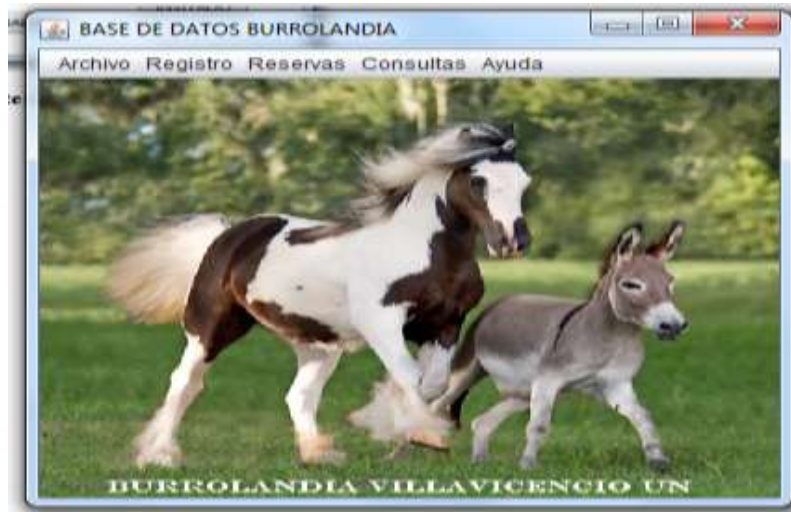 BASE DE DATOS BURROLANDIA
Archivo Registro Reservas Consultas Ayuda
BURROLANDIA VILLAVICENCIO UN